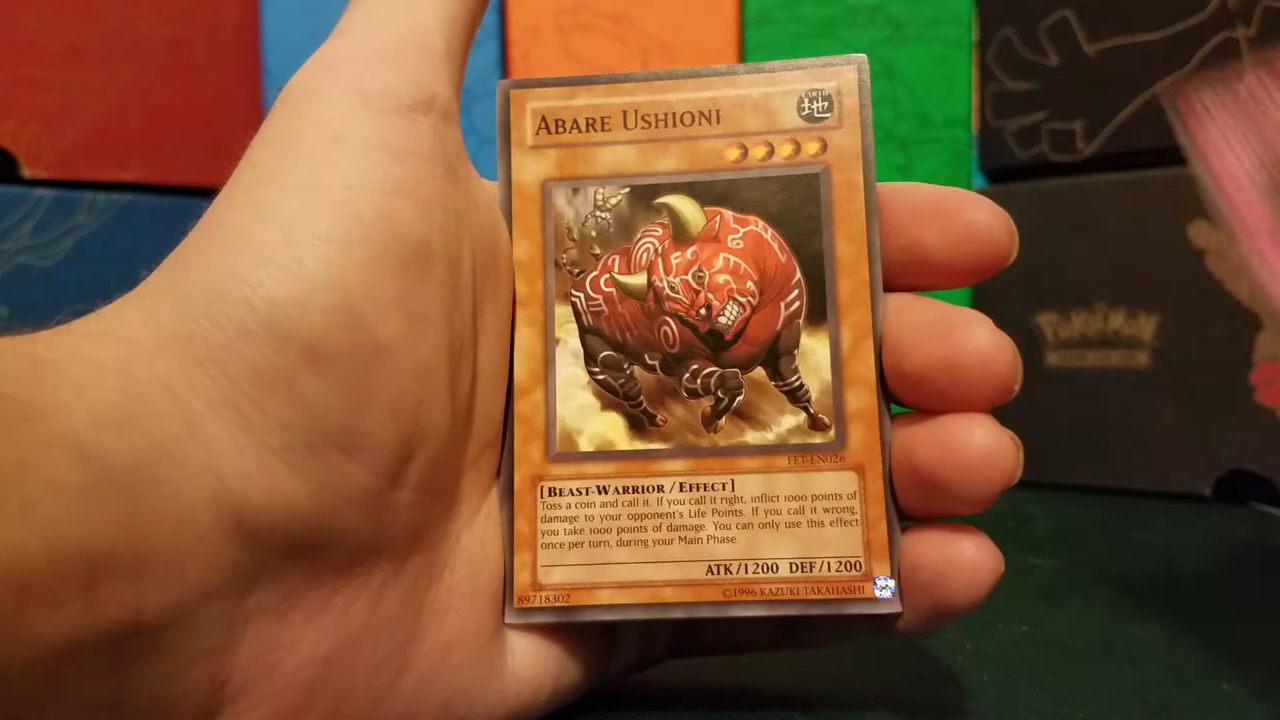 ABARE USHIONI
EARTH
地
POKÉMON
FET-EN026
[BEAST-WARRIOR / EFFECT]
Toss a coin and call it. If you call it right, inflict 1000 points of
damage to your opponent's Life Points. If you call it wrong,
you take 1000 points of damage. You can only use this effect
once per turn, during your Main Phase.
ATK/1200 DEF/1200
89718302
©1996 KAZUKI TAKAHASHI